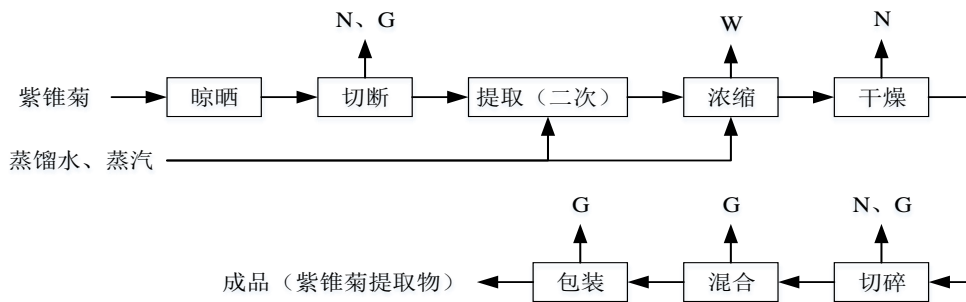 N、G
W
N
紫锥菊
晾晒
切断
提取（二次）
浓缩
干燥
蒸馏水、蒸汽
G
G
N、G
成品（紫锥菊提取物）
包装
混合
切碎